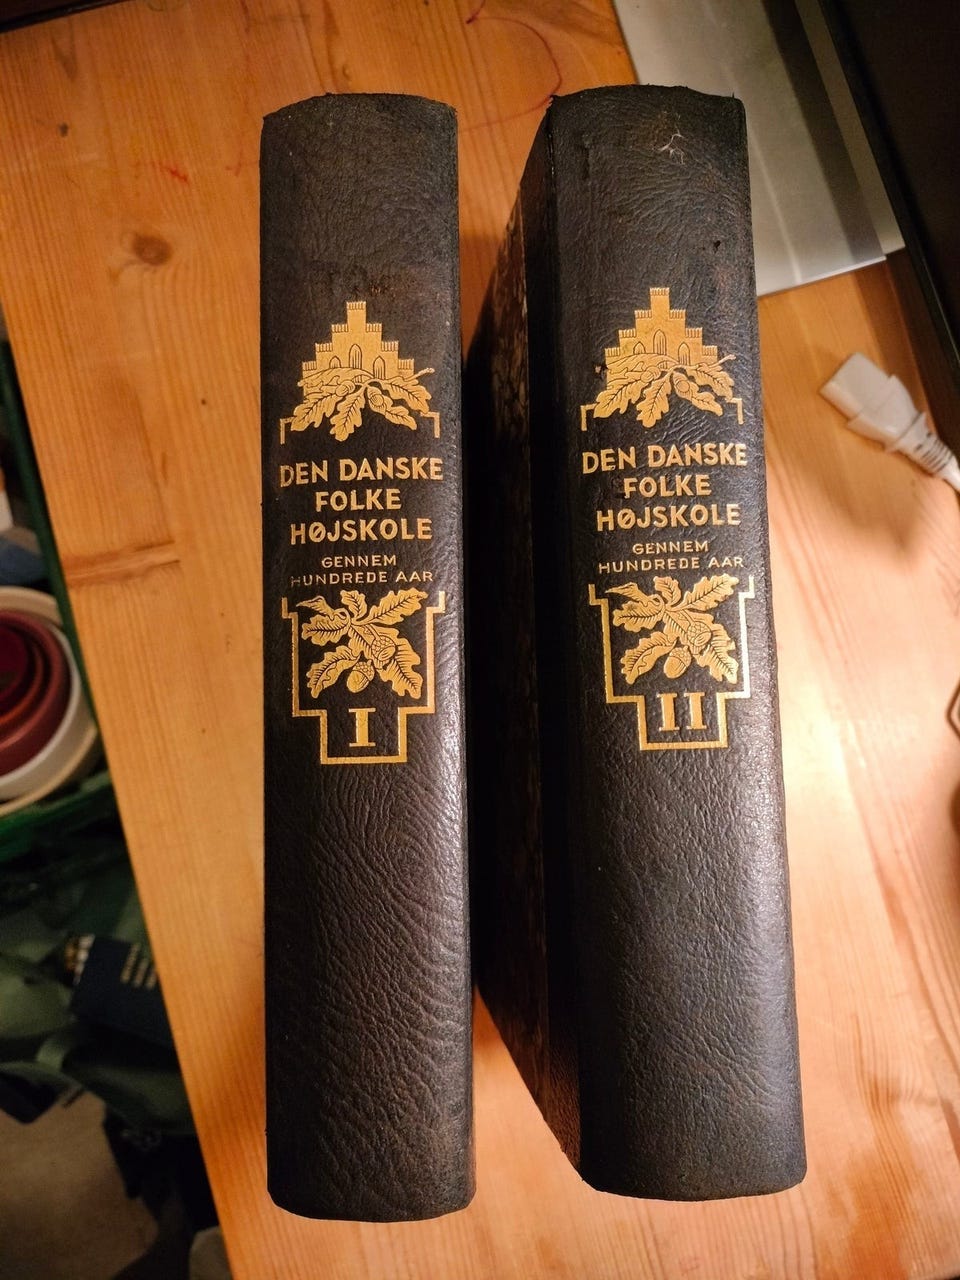 DEN DANSKE
FOLKE
HØJSKOLE
GENNEM
HUNDREDE AAR
I
DEN DANSKE
FOLKE
HØJSKOLE
GENNEM
HUNDREDE AAR
II